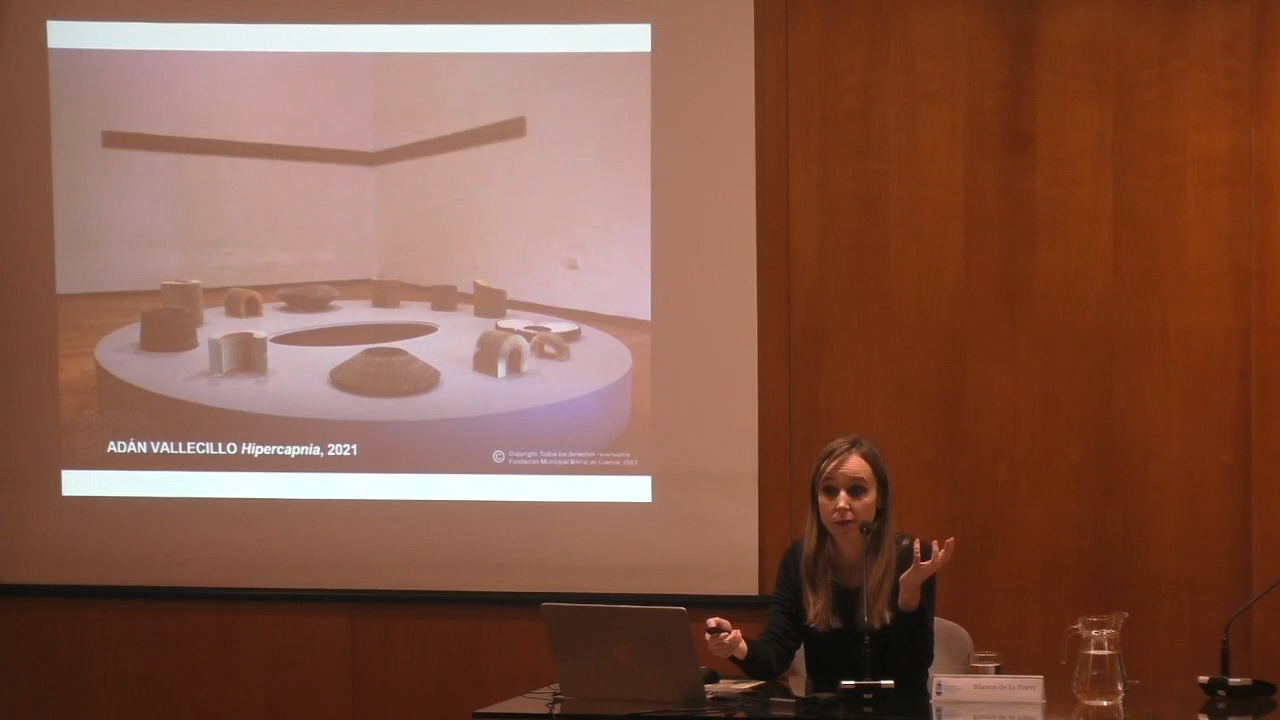 ADÁN VALLECILLO Hipercapnia, 2021
© Copyright. Todos los derechos reservados
Fundación Municipal Bienal de Cuenca, 2022
Blanca de la Torre